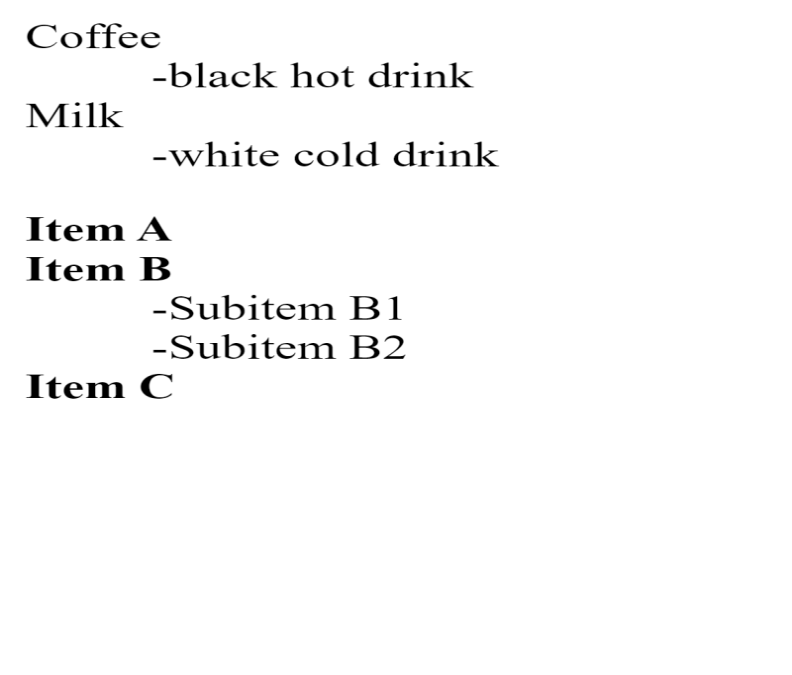 Coffee
-black hot drink
Milk
-white cold drink
Item A
Item B
-Subitem B1
-Subitem B2
Item C